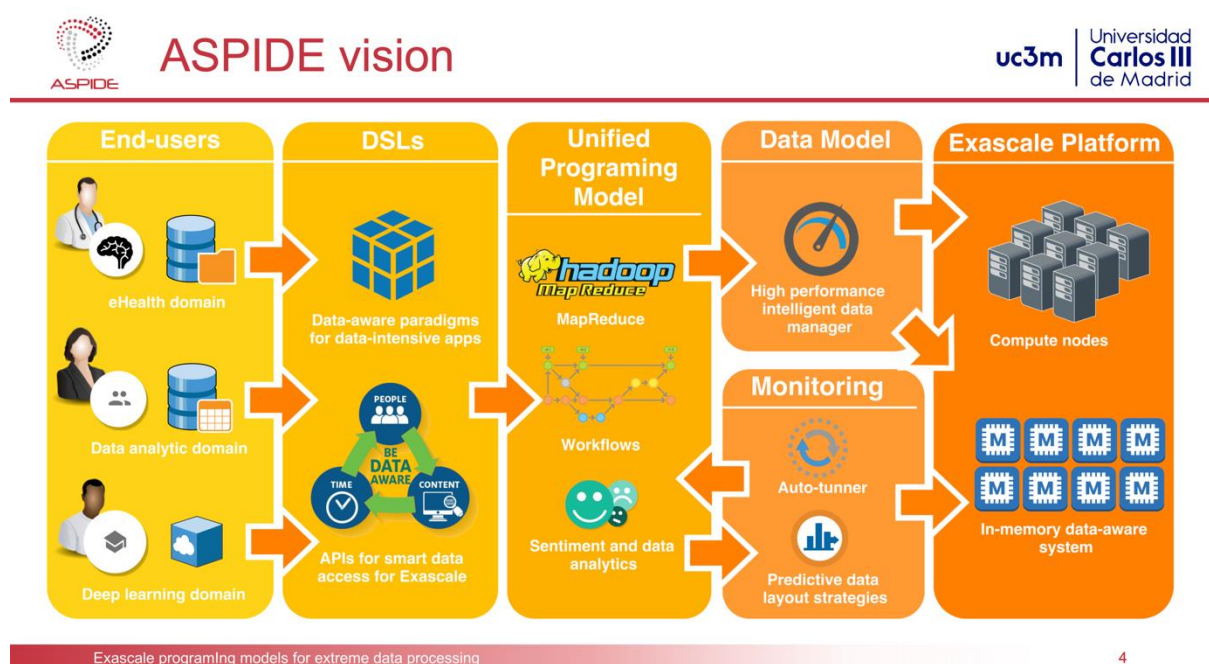 ASPIDE
ASPIDE vision
uc3m
Universidad
Carlos III
de Madrid
End-users
eHealth domain
Data analytic domain
Deep learning domain
DSLs
Data-aware paradigms
for data-intensive apps
PEOPLE
BE
DATA
AWARE
TIME
CONTENT
APIs for smart data
access for Exascale
Unified
Programing
Model
hadoop
Map Reduce
MapReduce
Workflows
Sentiment and data
analytics
Data Model
High performance
intelligent data
manager
Monitoring
Auto-tunner
Predictive data
layout strategies
Exascale Platform
Compute nodes
M M M M
M M M M
In-memory data-aware
system
Exascale programIng models for extreme data processing
4